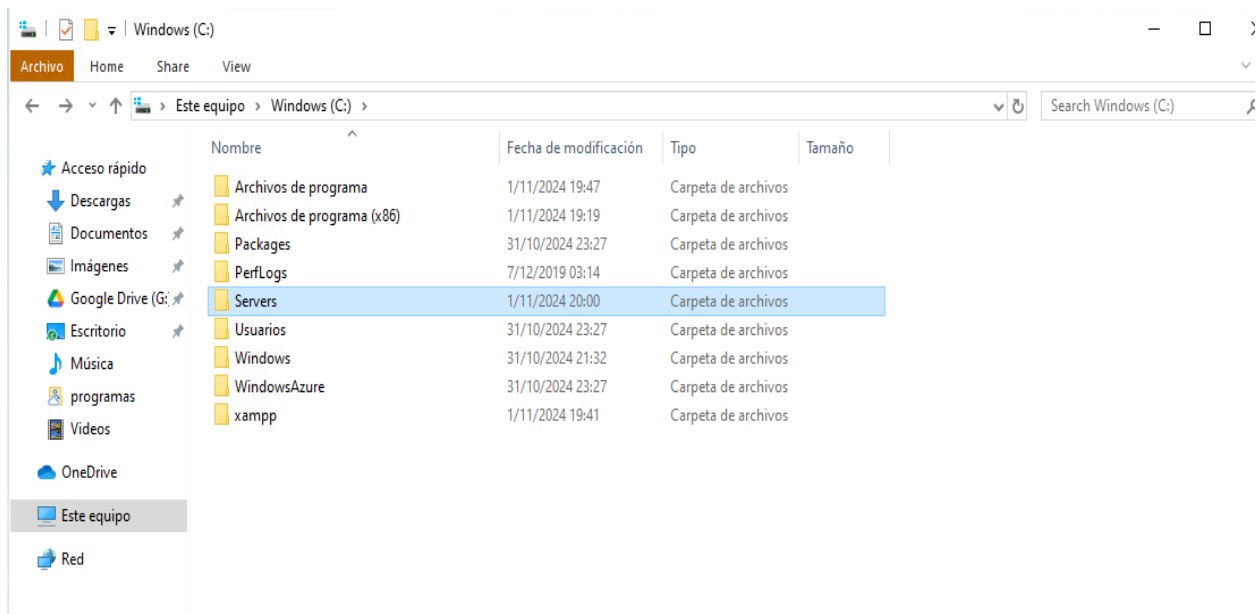 Windows (C:)
Archivo Home Share View
Este equipo > Windows (C:) > Search Windows (C:)
Nombre Fecha de modificación Tipo Tamaño
Acceso rápido
Descargas
Documentos
Imágenes
Google Drive (G:
Escritorio
Música
programas
Videos
OneDrive
Este equipo
Red
Archivos de programa 1/11/2024 19:47 Carpeta de archivos
Archivos de programa (x86) 1/11/2024 19:19 Carpeta de archivos
Packages 31/10/2024 23:27 Carpeta de archivos
PerfLogs 7/12/2019 03:14 Carpeta de archivos
Servers 1/11/2024 20:00 Carpeta de archivos
Usuarios 31/10/2024 23:27 Carpeta de archivos
Windows 31/10/2024 21:32 Carpeta de archivos
WindowsAzure 31/10/2024 23:27 Carpeta de archivos
xampp 1/11/2024 19:41 Carpeta de archivos